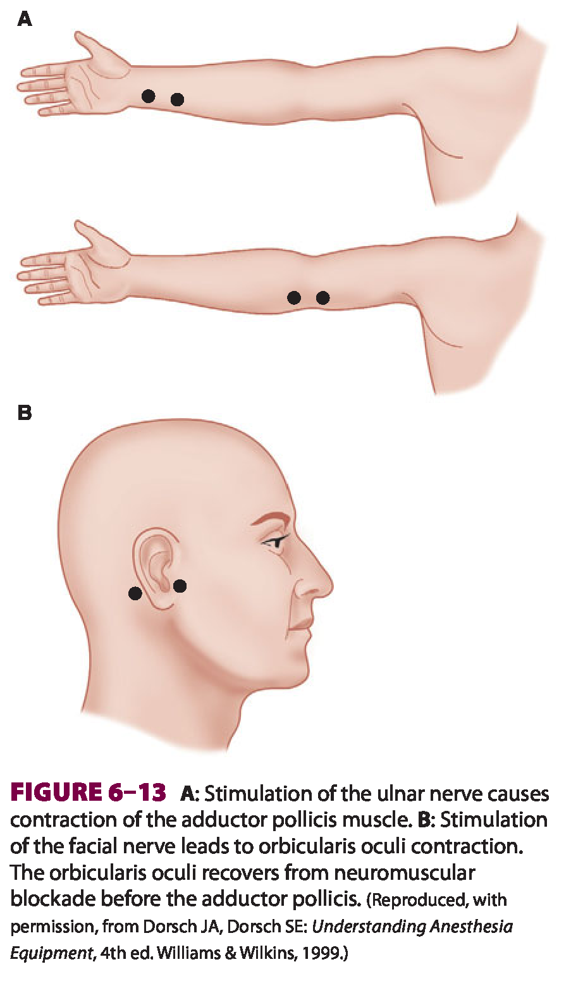 A
B
FIGURE 6–13 A: Stimulation of the ulnar nerve causes
contraction of the adductor pollicis muscle. B: Stimulation
of the facial nerve leads to orbicularis oculi contraction.
The orbicularis oculi recovers from neuromuscular
blockade before the adductor pollicis. (Reproduced, with
permission, from Dorsch JA, Dorsch SE: Understanding Anesthesia
Equipment, 4th ed. Williams & Wilkins, 1999.)